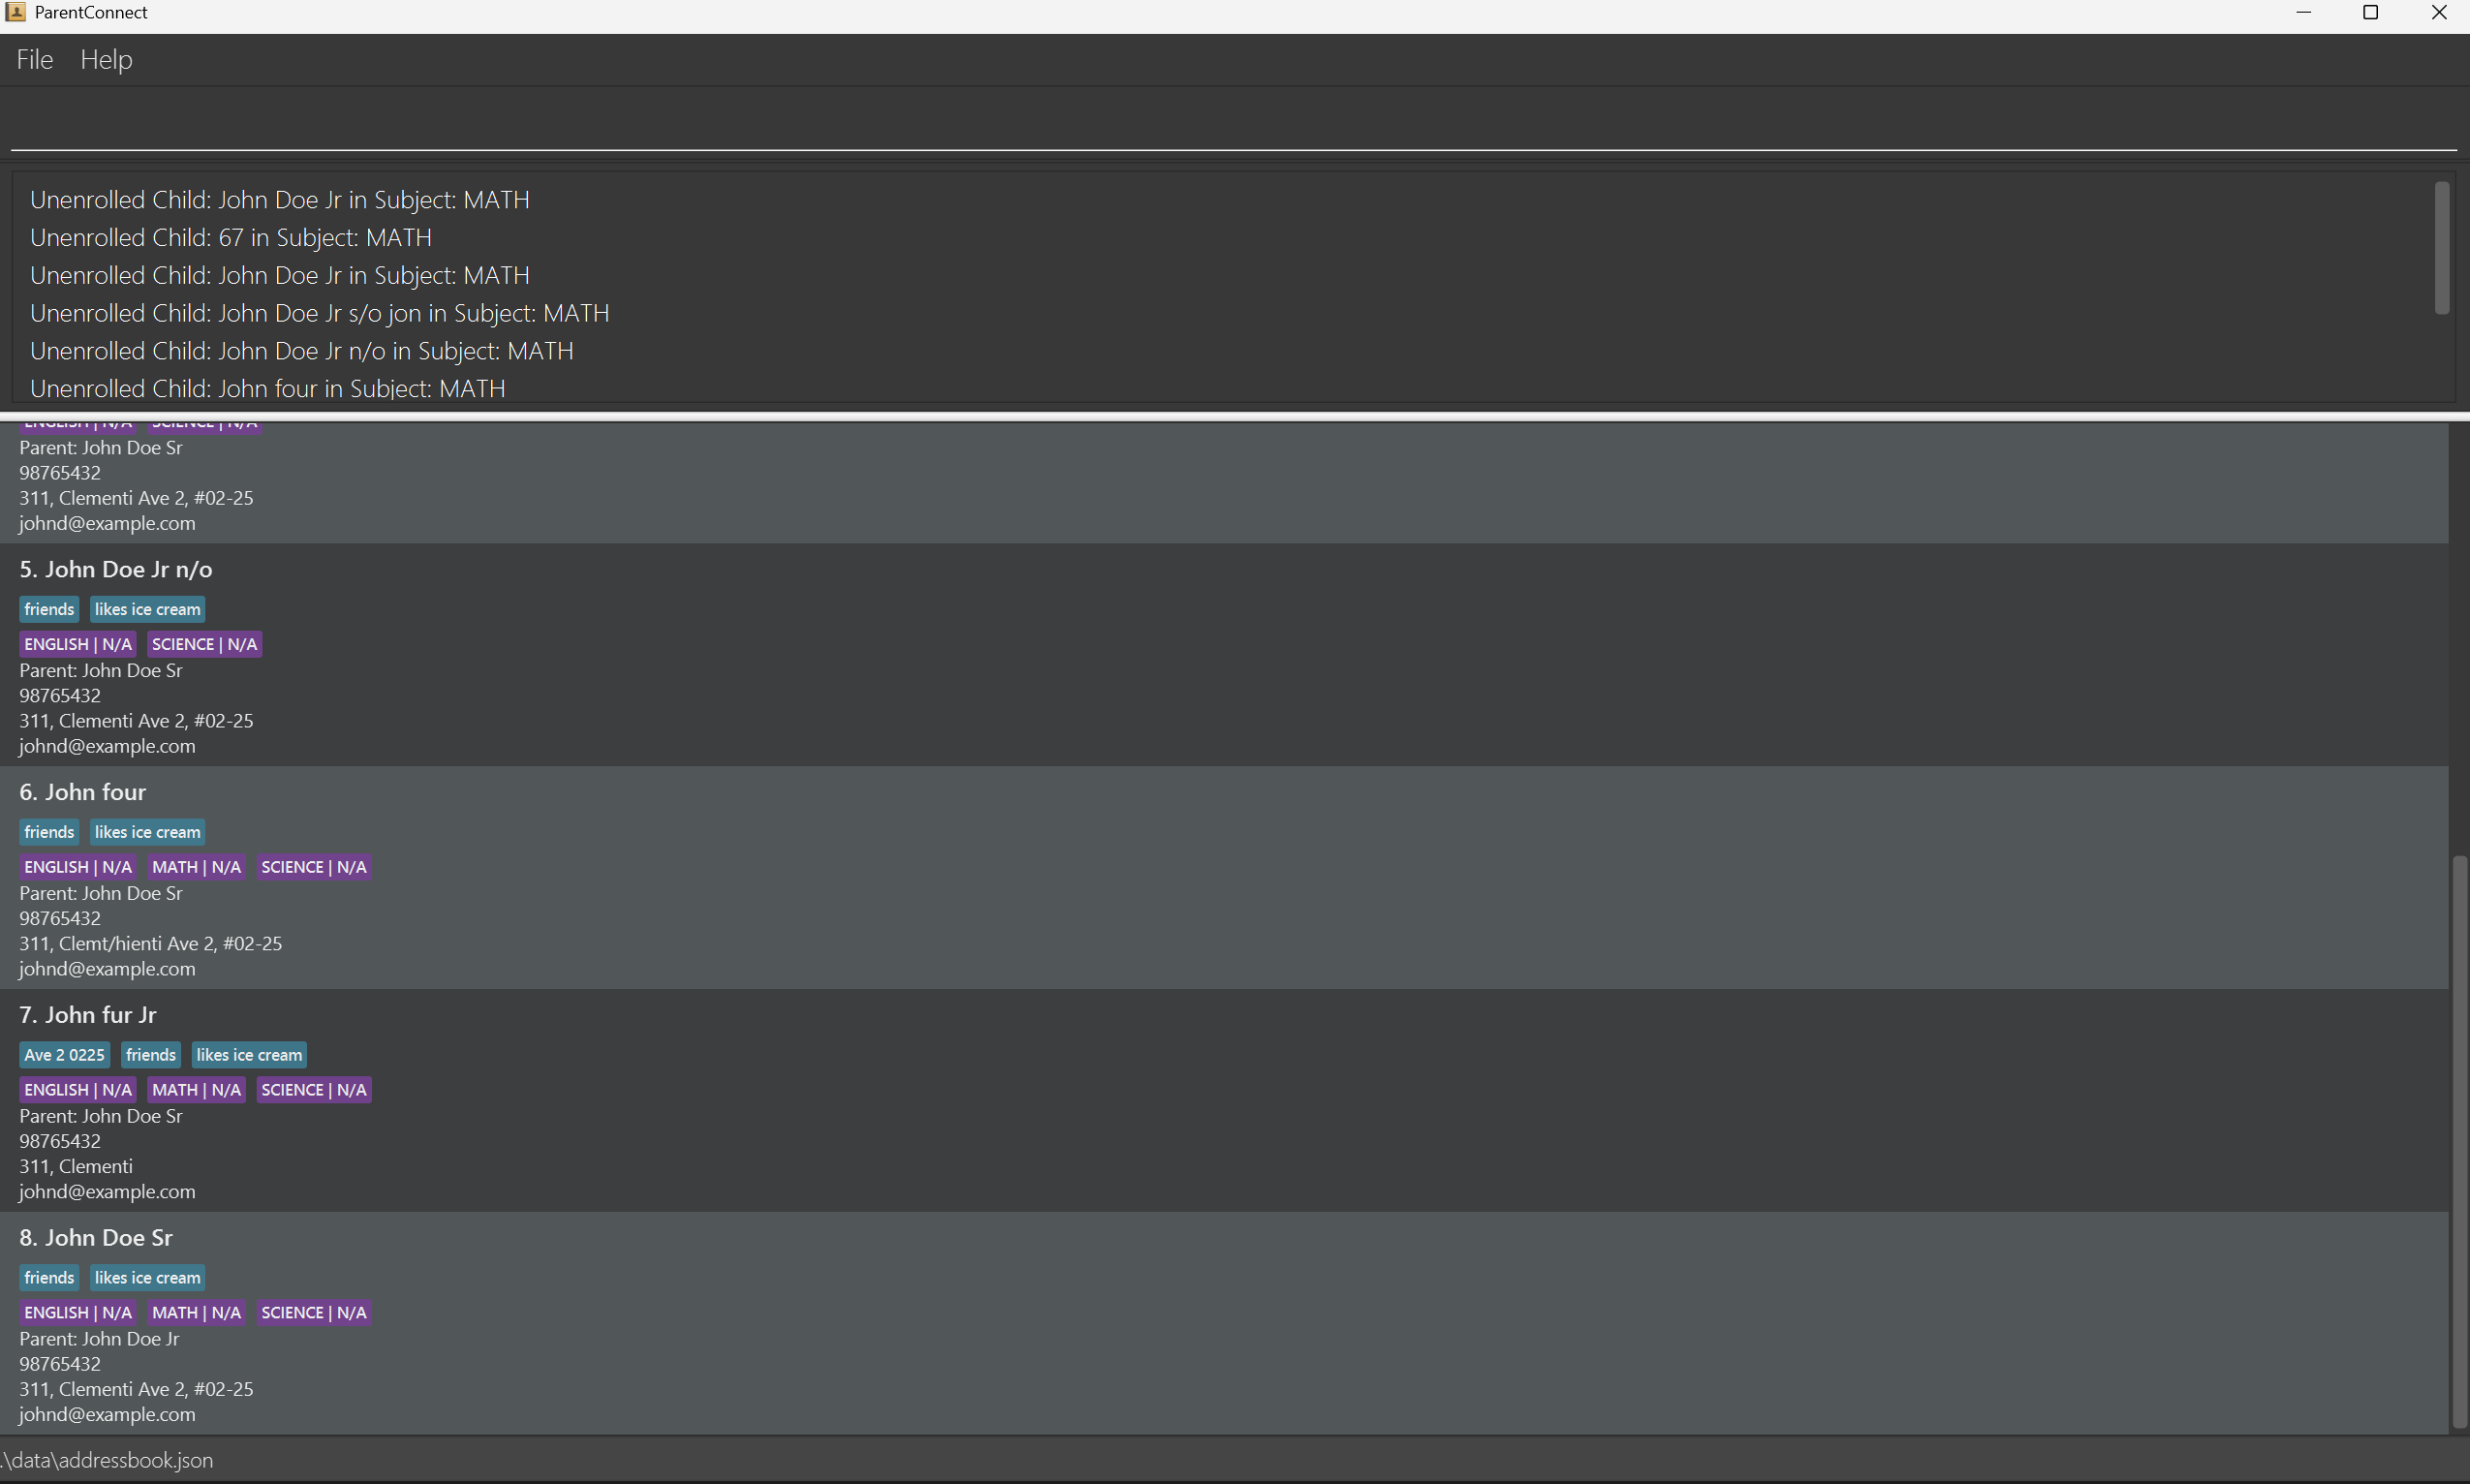 ParentConnect
File Help
Unenrolled Child: John Doe Jr in Subject: MATH
Unenrolled Child: 67 in Subject: MATH
Unenrolled Child: John Doe Jr in Subject: MATH
Unenrolled Child: John Doe Jr s/o jon in Subject: MATH
Unenrolled Child: John Doe Jr n/o in Subject: MATH
Unenrolled Child: John four in Subject: MATH
ENGLISH | N/A SCIENCE | N/A
Parent: John Doe Sr
98765432
311, Clementi Ave 2, #02-25
johnd@example.com
5. John Doe Jr n/o
friends likes ice cream
ENGLISH | N/A SCIENCE | N/A
Parent: John Doe Sr
98765432
311, Clementi Ave 2, #02-25
johnd@example.com
6. John four
friends likes ice cream
ENGLISH | N/A MATH | N/A SCIENCE | N/A
Parent: John Doe Sr
98765432
311, Clemt/hienti Ave 2, #02-25
johnd@example.com
7. John fur Jr
Ave 2 0225 friends likes ice cream
ENGLISH | N/A MATH | N/A SCIENCE | N/A
Parent: John Doe Sr
98765432
311, Clementi
johnd@example.com
8. John Doe Sr
friends likes ice cream
ENGLISH | N/A MATH | N/A SCIENCE | N/A
Parent: John Doe Jr
98765432
311, Clementi Ave 2, #02-25
johnd@example.com
.\data\addressbook.json